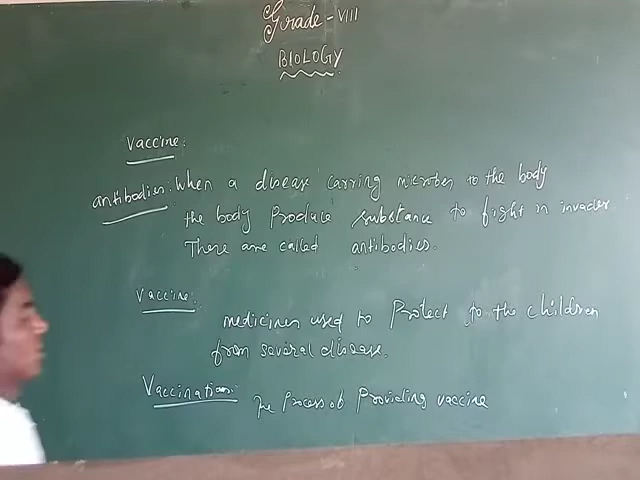 Grade - VIII
BIOLOGY
Vaccine:
antibodies: When a disease carring microbes to the body
the body Produce substance to fight in invader
There are called antibodies.
Vaccine:
medicines used to Protect to the children
from several disease.
Vaccination:
The Process of Providing vaccine